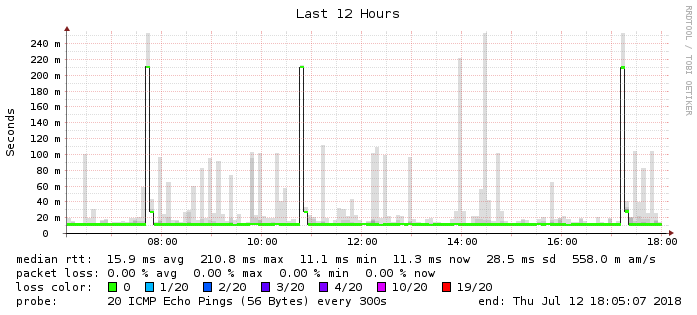 Last 12 Hours
RRDTOOL / TOBI OETIKER
Seconds
240 m
220 m
200 m
180 m
160 m
140 m
120 m
100 m
80 m
60 m
40 m
20 m
0
08:00 10:00 12:00 14:00 16:00 18:00
median rtt: 15.9 ms avg 210.8 ms max 11.1 ms min 11.3 ms now 28.5 ms sd 558.0 m am/s
packet loss: 0.00 % avg 0.00 % max 0.00 % min 0.00 % now
loss color: 0 1/20 2/20 3/20 4/20 10/20 19/20
probe: 20 ICMP Echo Pings (56 Bytes) every 300s end: Thu Jul 12 18:05:07 2018